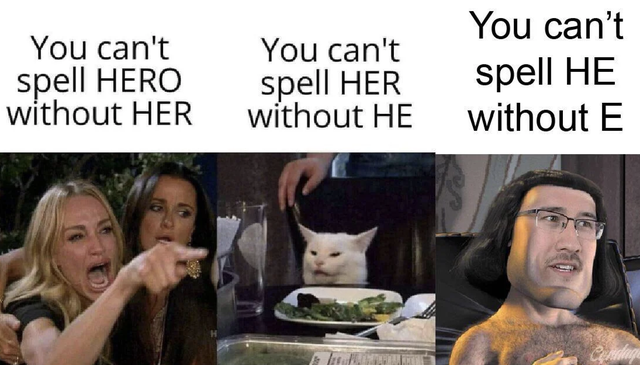 You can't
spell HERO
without HER
You can't
spell HER
without HE
You can’t
spell HE
without E